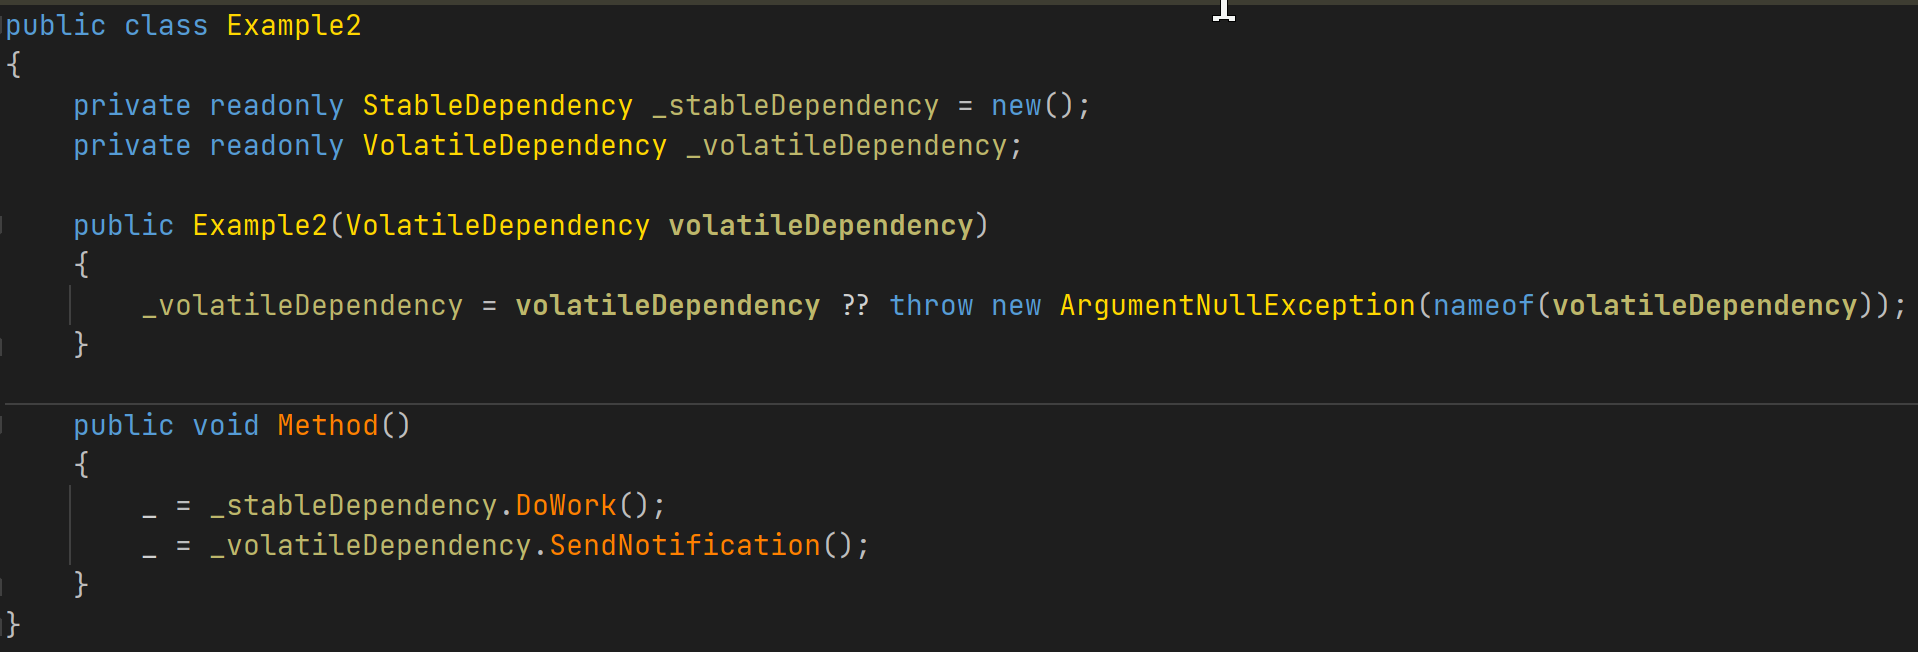 public class Example2
{
    private readonly StableDependency _stableDependency = new();
    private readonly VolatileDependency _volatileDependency;
    public Example2(VolatileDependency volatileDependency)
    {
        _volatileDependency = volatileDependency ?? throw new ArgumentNullException(nameof(volatileDependency));
    }
    public void Method()
    {
        _ = _stableDependency.DoWork();
        _ = _volatileDependency.SendNotification();
    }
}